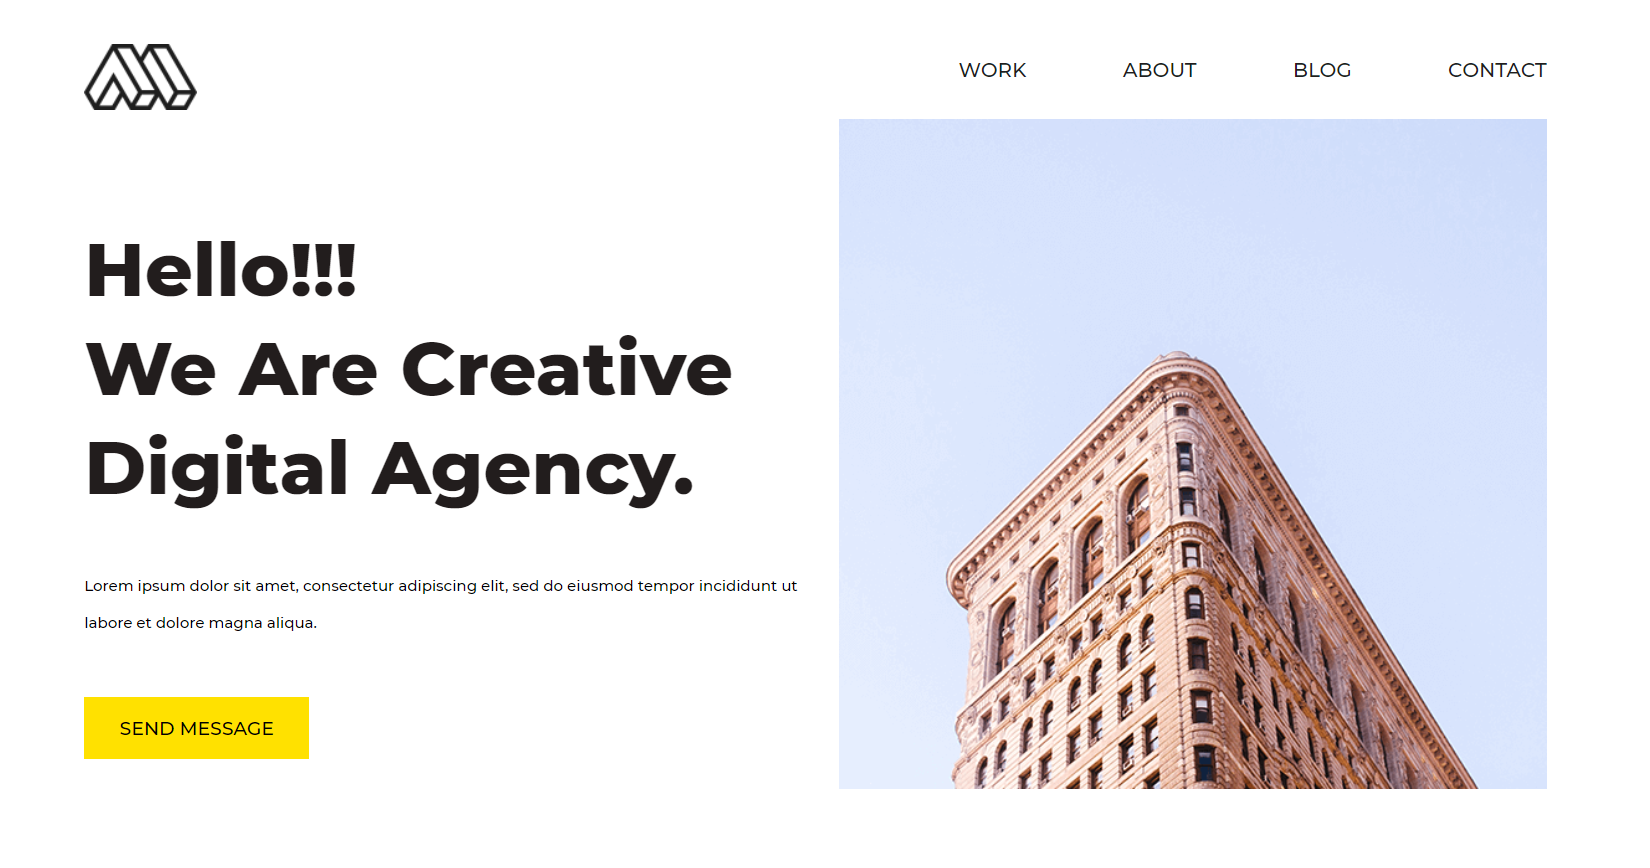 WORK ABOUT BLOG CONTACT
Hello!!!
We Are Creative
Digital Agency.
Lorem ipsum dolor sit amet, consectetur adipiscing elit, sed do eiusmod tempor incididunt ut
labore et dolore magna aliqua.
SEND MESSAGE